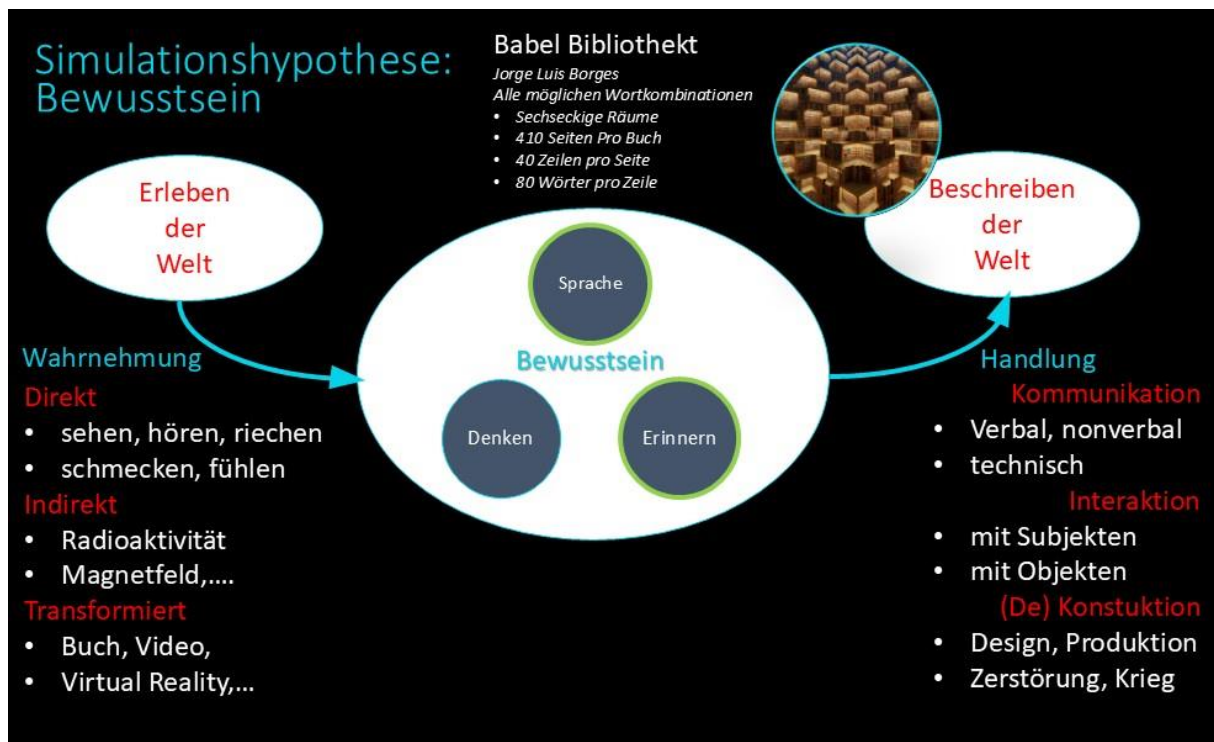 Simulationshypothese:
Bewusstsein
Babel Bibliothekt
Jorge Luis Borges
Alle möglichen Wortkombinationen
• Sechseckige Räume
• 410 Seiten Pro Buch
• 40 Zeilen pro Seite
• 80 Wörter pro Zeile
Erleben
der
Welt
Beschreiben
der
Welt
Sprache
Bewusstsein
Denken
Erinnern
Wahrnehmung
Direkt
• sehen, hören, riechen
• schmecken, fühlen
Indirekt
• Radioaktivität
• Magnetfeld,....
Transformiert
• Buch, Video,
• Virtual Reality,...
Handlung
Kommunikation
• Verbal, nonverbal
• technisch
Interaktion
• mit Subjekten
• mit Objekten
(De) Konstuktion
• Design, Produktion
• Zerstörung, Krieg